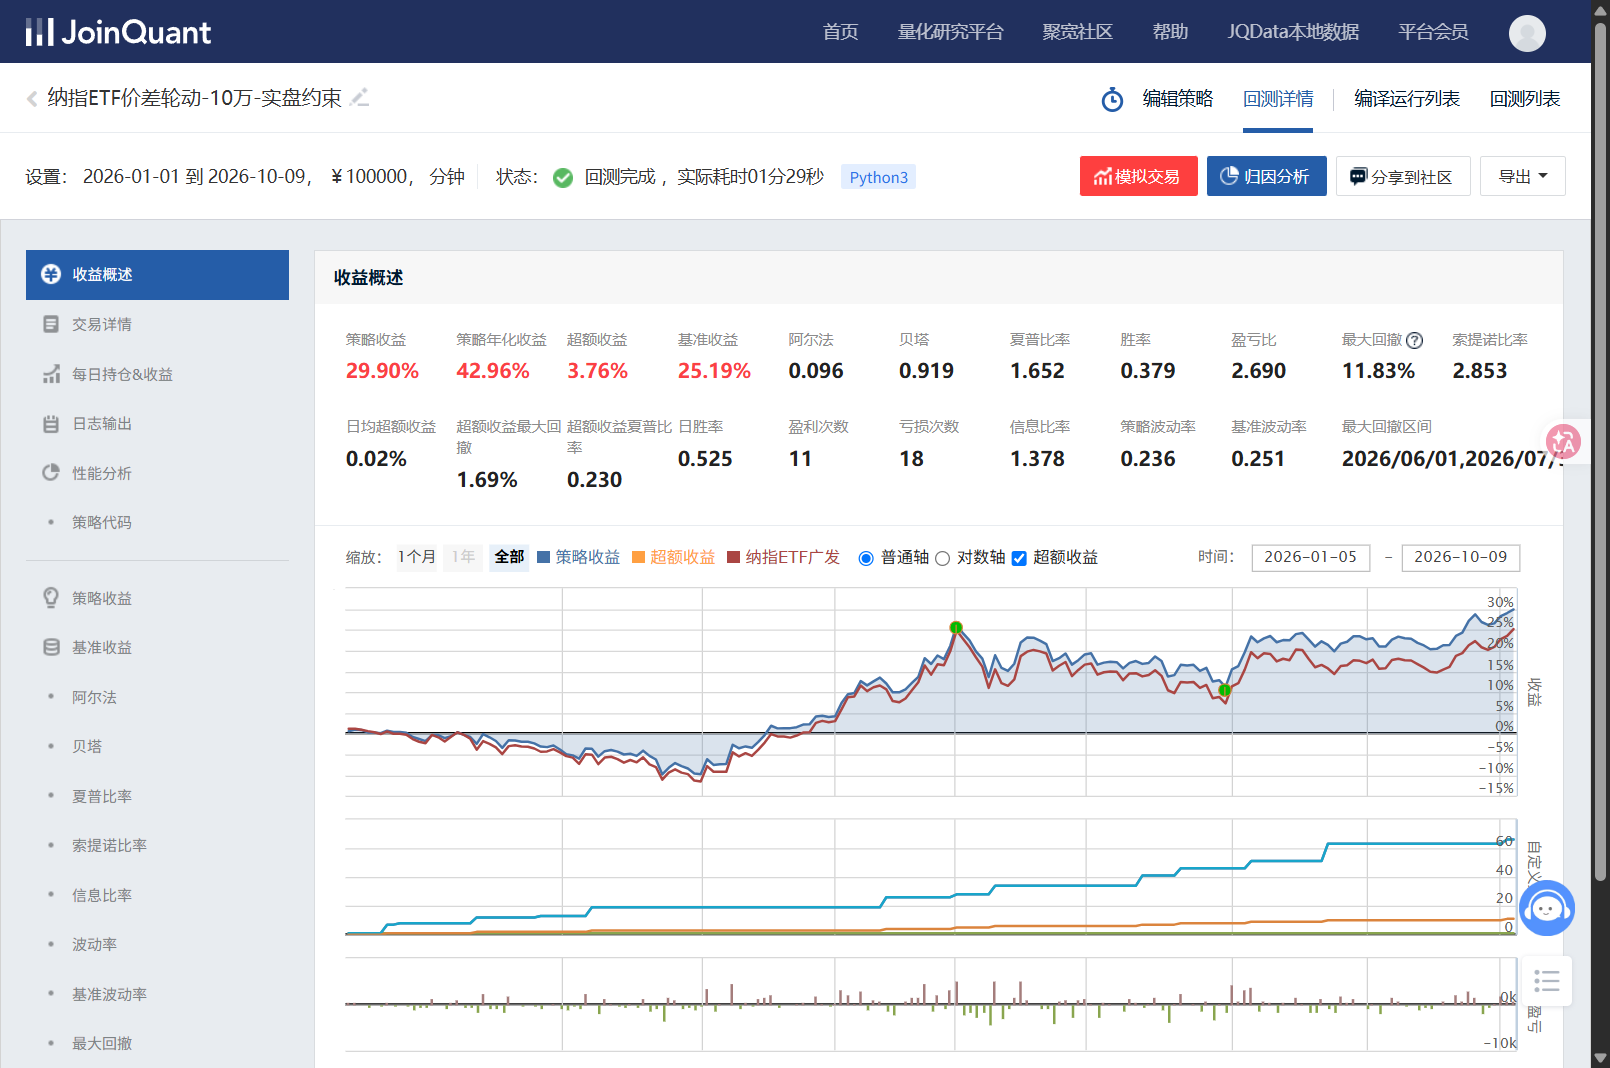 JoinQuant
首页 量化研究平台 聚宽社区 帮助 JQData本地数据 平台会员
纳指ETF价差轮动-10万-实盘约束
编辑策略 回测详情 编译运行列表 回测列表
设置: 2026-01-01 到 2026-10-09, ¥100000, 分钟 状态: 回测完成, 实际耗时01分29秒 Python3
模拟交易 归因分析 分享到社区 导出
收益概述
交易详情
每日持仓&收益
日志输出
性能分析
策略代码
策略收益
基准收益
阿尔法
贝塔
夏普比率
索提诺比率
信息比率
波动率
基准波动率
最大回撤
收益概述
策略收益 策略年化收益 超额收益 基准收益 阿尔法 贝塔 夏普比率 胜率 盈亏比 最大回撤 索提诺比率
29.90% 42.96% 3.76% 25.19% 0.096 0.919 1.652 0.379 2.690 11.83% 2.853
日均超额收益 超额收益最大回撤 超额收益夏普比率 日胜率 盈利次数 亏损次数 信息比率 策略波动率 基准波动率 最大回撤区间
0.02% 1.69% 0.230 0.525 11 18 1.378 0.236 0.251 2026/06/01,2026/07/
缩放: 1个月 1年 全部 策略收益 超额收益 纳指ETF广发 普通轴 对数轴 超额收益 时间: 2026-01-05 - 2026-10-09
30%
25%
20%
15%
10%
5%
0%
-5%
-10%
-15%
收益
60
40
20
0
自定义
0k
-10k
盈亏